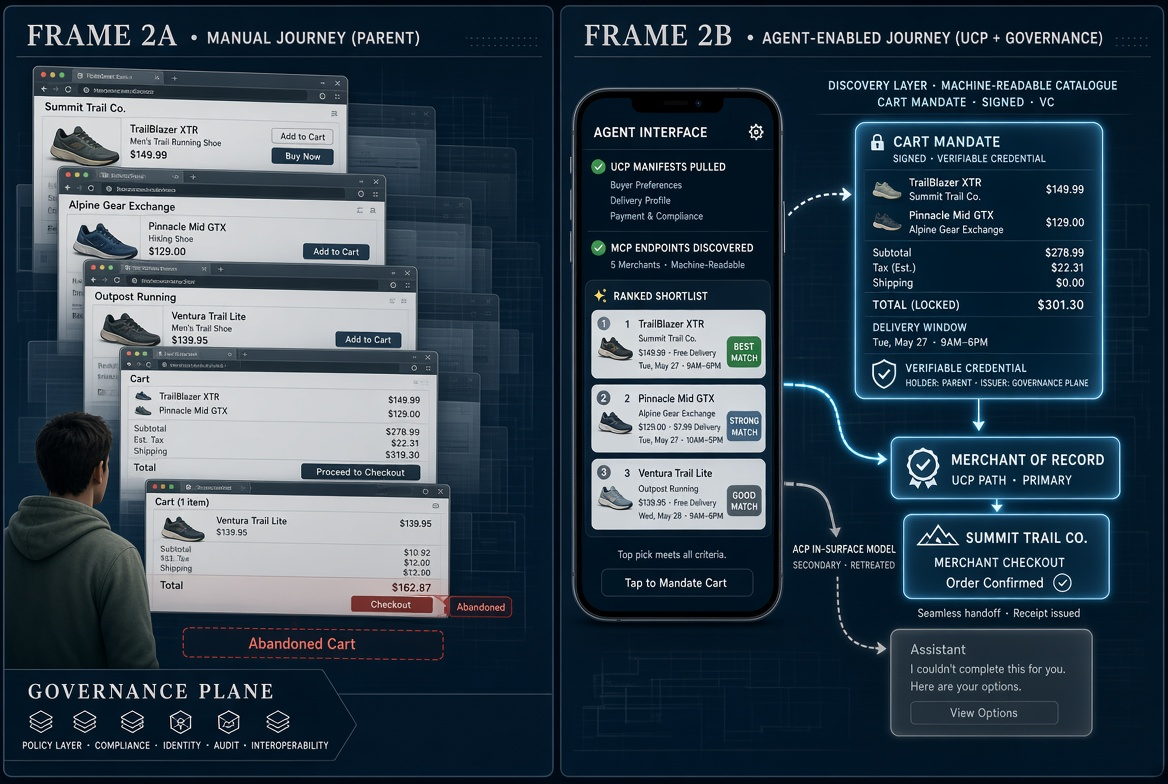 FRAME 2A • MANUAL JOURNEY (PARENT)
Summit Trail Co.
TrailBlazer XTR
Men's Trail Running Shoe
$149.99
Add to Cart
Buy Now
Alpine Gear Exchange
Pinnacle Mid GTX
Hiking Shoe
$129.00
Add to Cart
Outpost Running
Ventura Trail Lite
Men's Trail Shoe
$139.95
Add to Cart
Cart
TrailBlazer XTR $149.99
Pinnacle Mid GTX $129.00
Subtotal $278.99
Est. Tax $22.31
Shipping $319.30
Total
Proceed to Checkout
Cart (1 item)
Ventura Trail Lite $139.95
$139.95
Subtotal $10.92
$12.00
Shipping $12.00
Total $162.87
Checkout
Abandoned
Abandoned Cart
GOVERNANCE PLANE
POLICY LAYER • COMPLIANCE • IDENTITY • AUDIT • INTEROPERABILITY
FRAME 2B • AGENT-ENABLED JOURNEY (UCP + GOVERNANCE)
AGENT INTERFACE
UCP MANIFESTS PULLED
Buyer Preferences
Delivery Profile
Payment & Compliance
MCP ENDPOINTS DISCOVERED
5 Merchants • Machine-Readable
RANKED SHORTLIST
1 1 TrailBlazer XTR
Summit Trail Co.
$149.99 • Free Delivery
Tue, May 27 • 9AM–6PM
BEST
MATCH
2 2 Pinnacle Mid GTX
Alpine Gear Exchange
$129.00 • $7.99 Delivery
Tue, May 27 • 10AM–5PM
STRONG
MATCH
3 3 Ventura Trail Lite
Outpost Running
$139.95 • Free Delivery
Wed, May 28 • 9AM–6PM
GOOD
MATCH
Top pick meets all criteria.
Tap to Mandate Cart
DISCOVERY LAYER • MACHINE-READABLE CATALOGUE
CART MANDATE • SIGNED • VC
CART MANDATE
SIGNED • VERIFIABLE CREDENTIAL
TrailBlazer XTR $149.99
Summit Trail Co.
Pinnacle Mid GTX $129.00
Alpine Gear Exchange
Subtotal $278.99
Tax (Est.) $22.31
Shipping $0.00
TOTAL (LOCKED) $301.30
DELIVERY WINDOW
Tue, May 27 • 9AM–6PM
VERIFIABLE CREDENTIAL
HOLDER: PARENT • ISSUER: GOVERNANCE PLANE
MERCHANT OF RECORD
UCP PATH • PRIMARY
SUMMIT TRAIL CO.
MERCHANT CHECKOUT
Order Confirmed
Seamless handoff • Receipt issued
ACP IN-SURFACE MODEL
SECONDARY • RETREATED
Assistant
I couldn't complete this for you.
Here are your options.
View Options